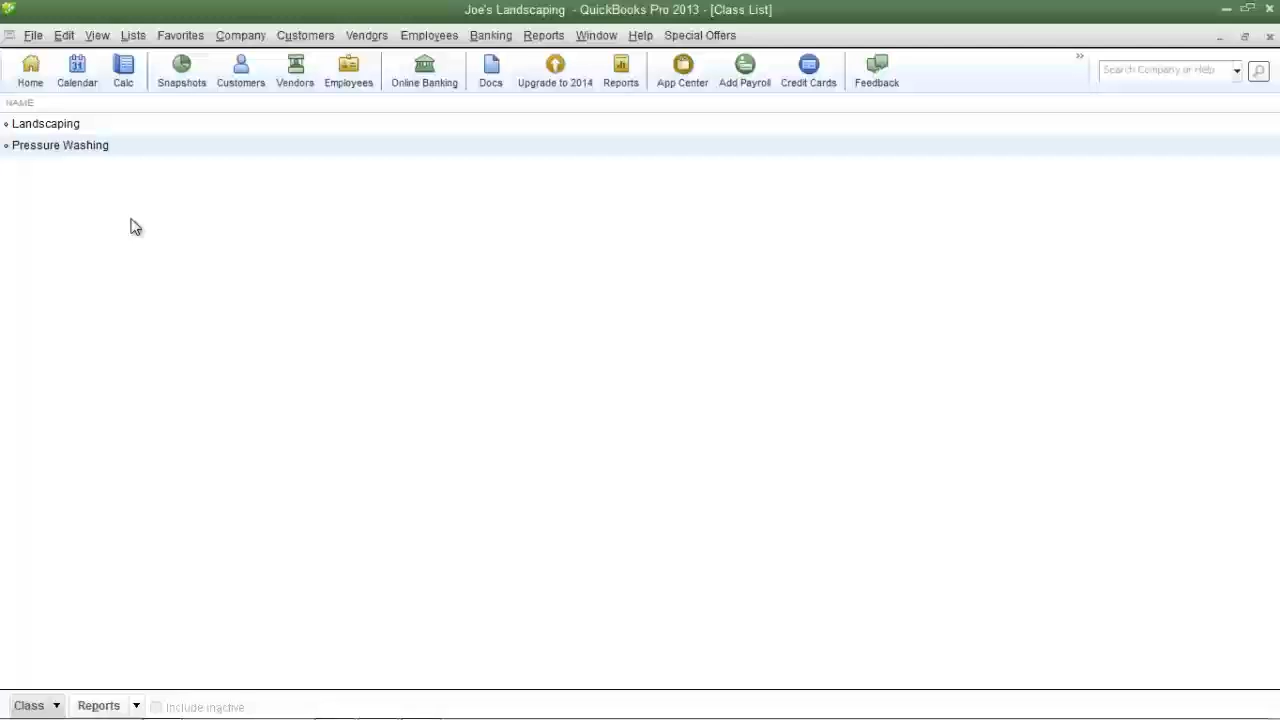 Joe's Landscaping - QuickBooks Pro 2013 - [Class List]
File Edit View Lists Favorites Company Customers Vendors Employees Banking Reports Window Help Special Offers
31
Home Calendar Calc Snapshots Customers Vendors Employees Online Banking Docs Upgrade to 2014 Reports App Center Add Payroll Credit Cards Feedback » Search Company or Help
NAME
Landscaping
Pressure Washing
Class Reports Include inactive